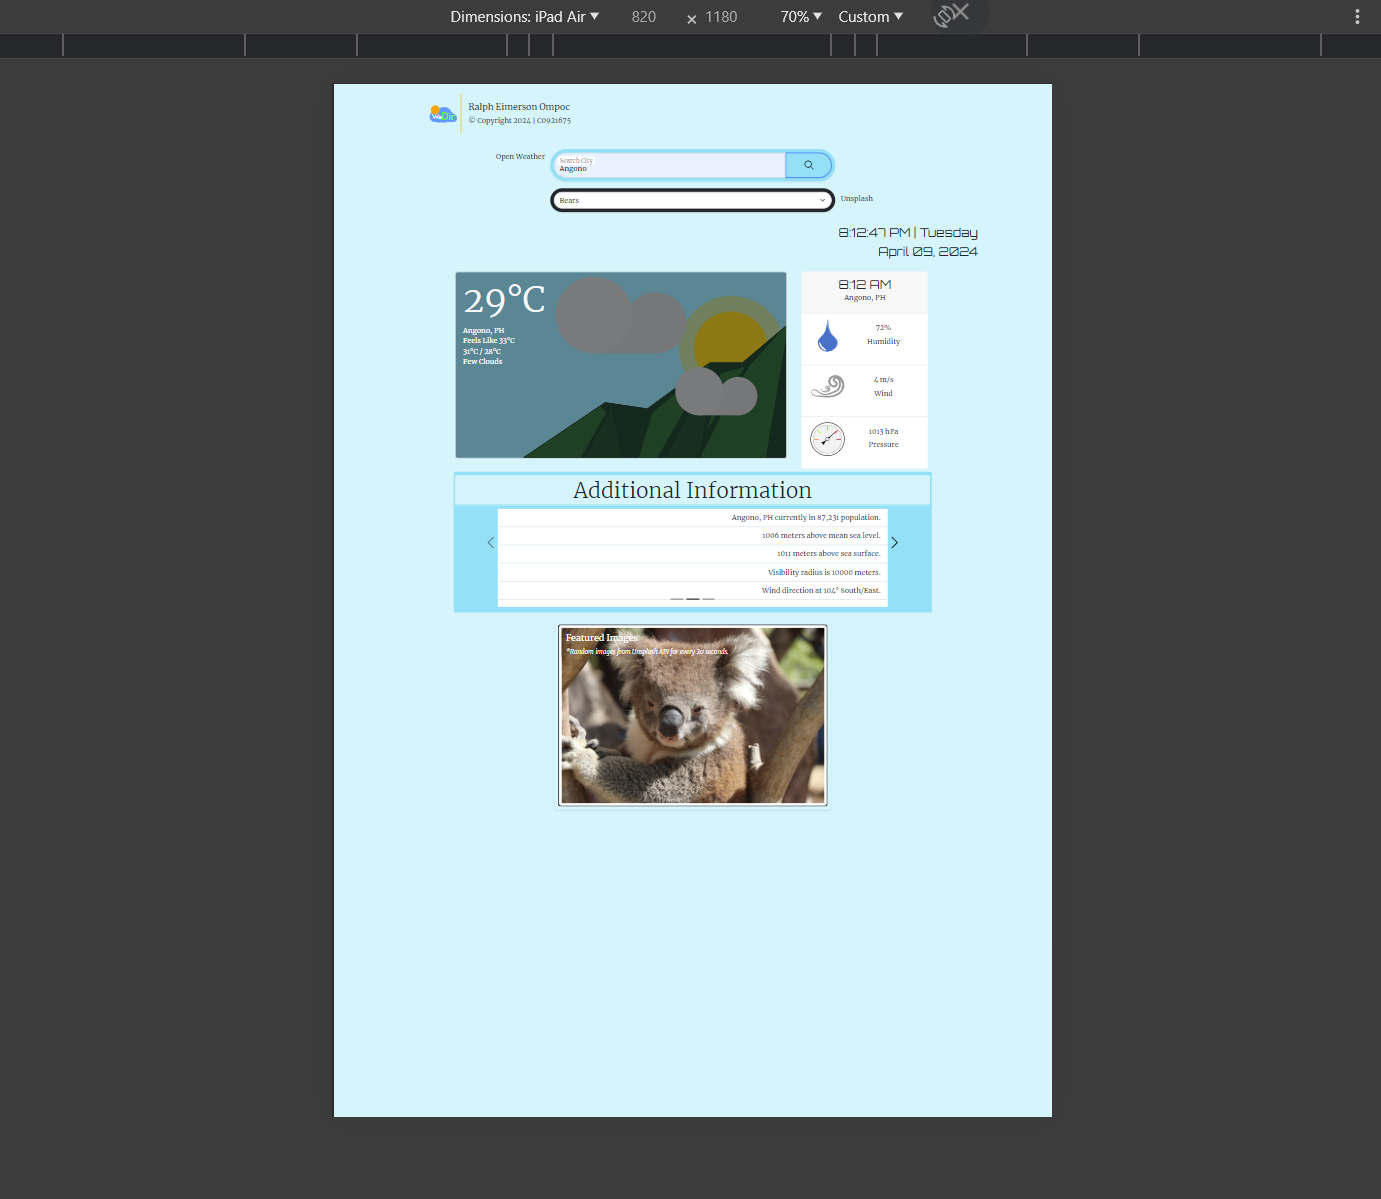 Dimensions: iPad Air ▼ 820 × 1180 70% ▼ Custom ▼
Ralph Eimerson Ompoc
© Copyright 2024 | C0921675
Open Weather
Search City
Angono
Bears
Unsplash
8:12:47 PM | Tuesday
April 09, 2024
29°C
Angono, PH
Feels Like 33°C
31°C / 28°C
Few Clouds
8:12 AM
Angono, PH
72%
Humidity
4 m/s
Wind
1013 hPa
Pressure
Additional Information
Angono, PH currently in 87,231 population.
1006 meters above mean sea level.
1011 meters above sea surface.
Visibility radius is 10000 meters.
Wind direction at 104° South/East.
Featured Images
*Random images from Unsplash API for every 20 seconds.